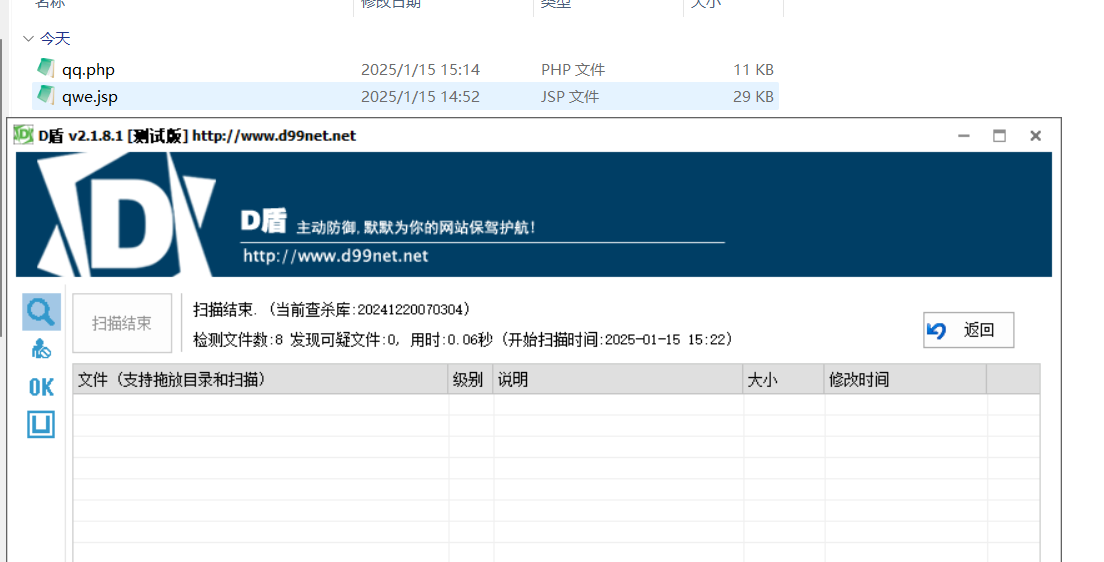 名称 修改日期 类型 大小
今天
qq.php 2025/1/15 15:14 PHP 文件 11 KB
qwe.jsp 2025/1/15 14:52 JSP 文件 29 KB
D盾 v2.1.8.1 [测试版] http://www.d99net.net
D盾 主动防御,默默为你的网站保驾护航!
http://www.d99net.net
扫描结束
扫描结束. (当前查杀库:20241220070304)
检测文件数:8 发现可疑文件:0, 用时:0.06秒 (开始扫描时间:2025-01-15 15:22)
返回
OK
文件 (支持拖放目录和扫描) 级别 说明 大小 修改时间